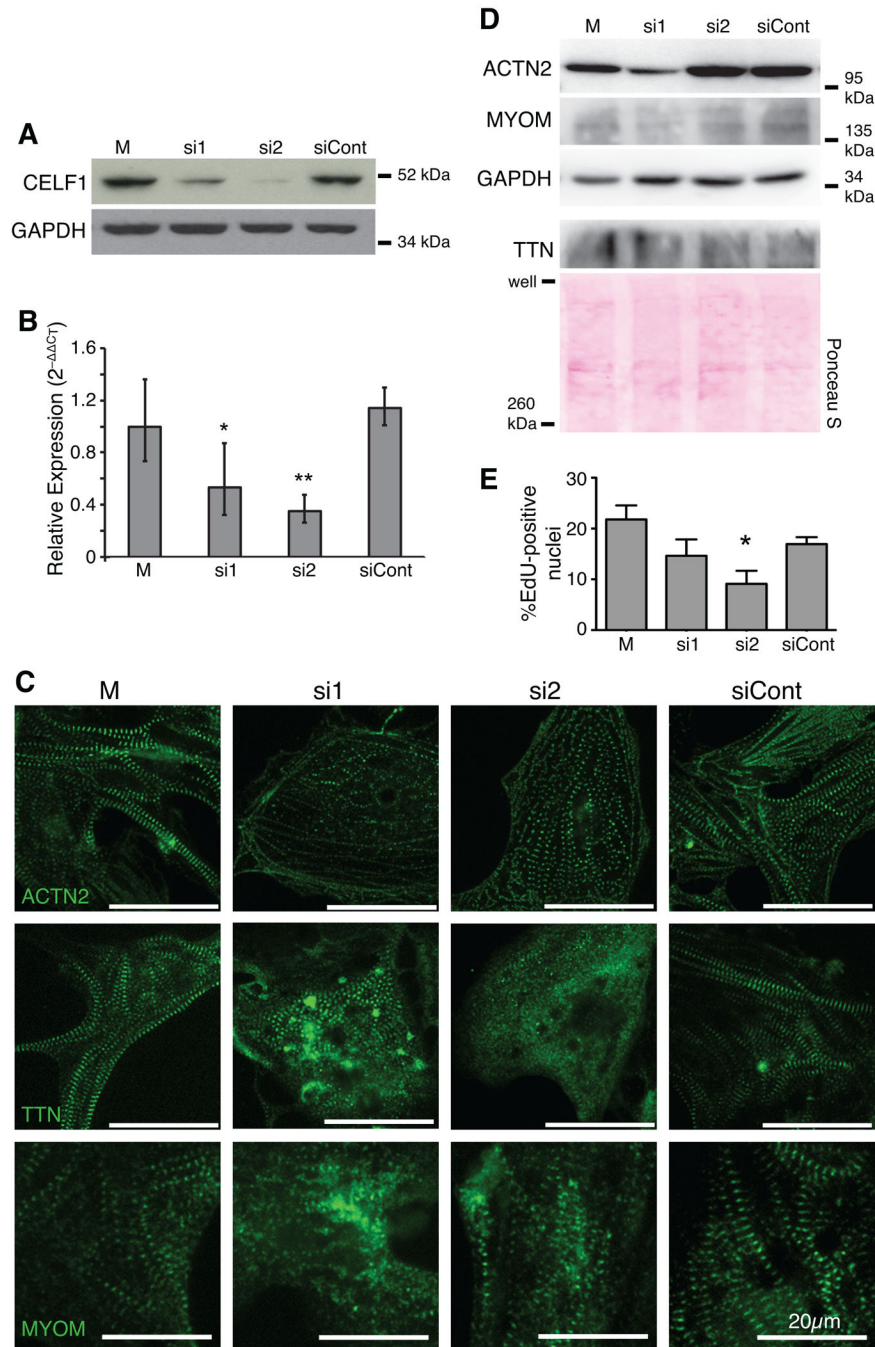 A
M si1 si2 siCont
CELF1
52 kDa
GAPDH
34 kDa
B
Relative Expression (2–ΔΔCT)
1.6
1.2
0.8
0.4
0
*
**
M si1 si2 siCont
D
M si1 si2 siCont
ACTN2
95
kDa
MYOM
135
kDa
GAPDH
34
kDa
TTN
well
Ponceau S
260
kDa
E
%EdU-positive
nuclei
30
20
10
0
*
M si1 si2 siCont
C
M si1 si2 siCont
ACTN2
TTN
MYOM
20μm